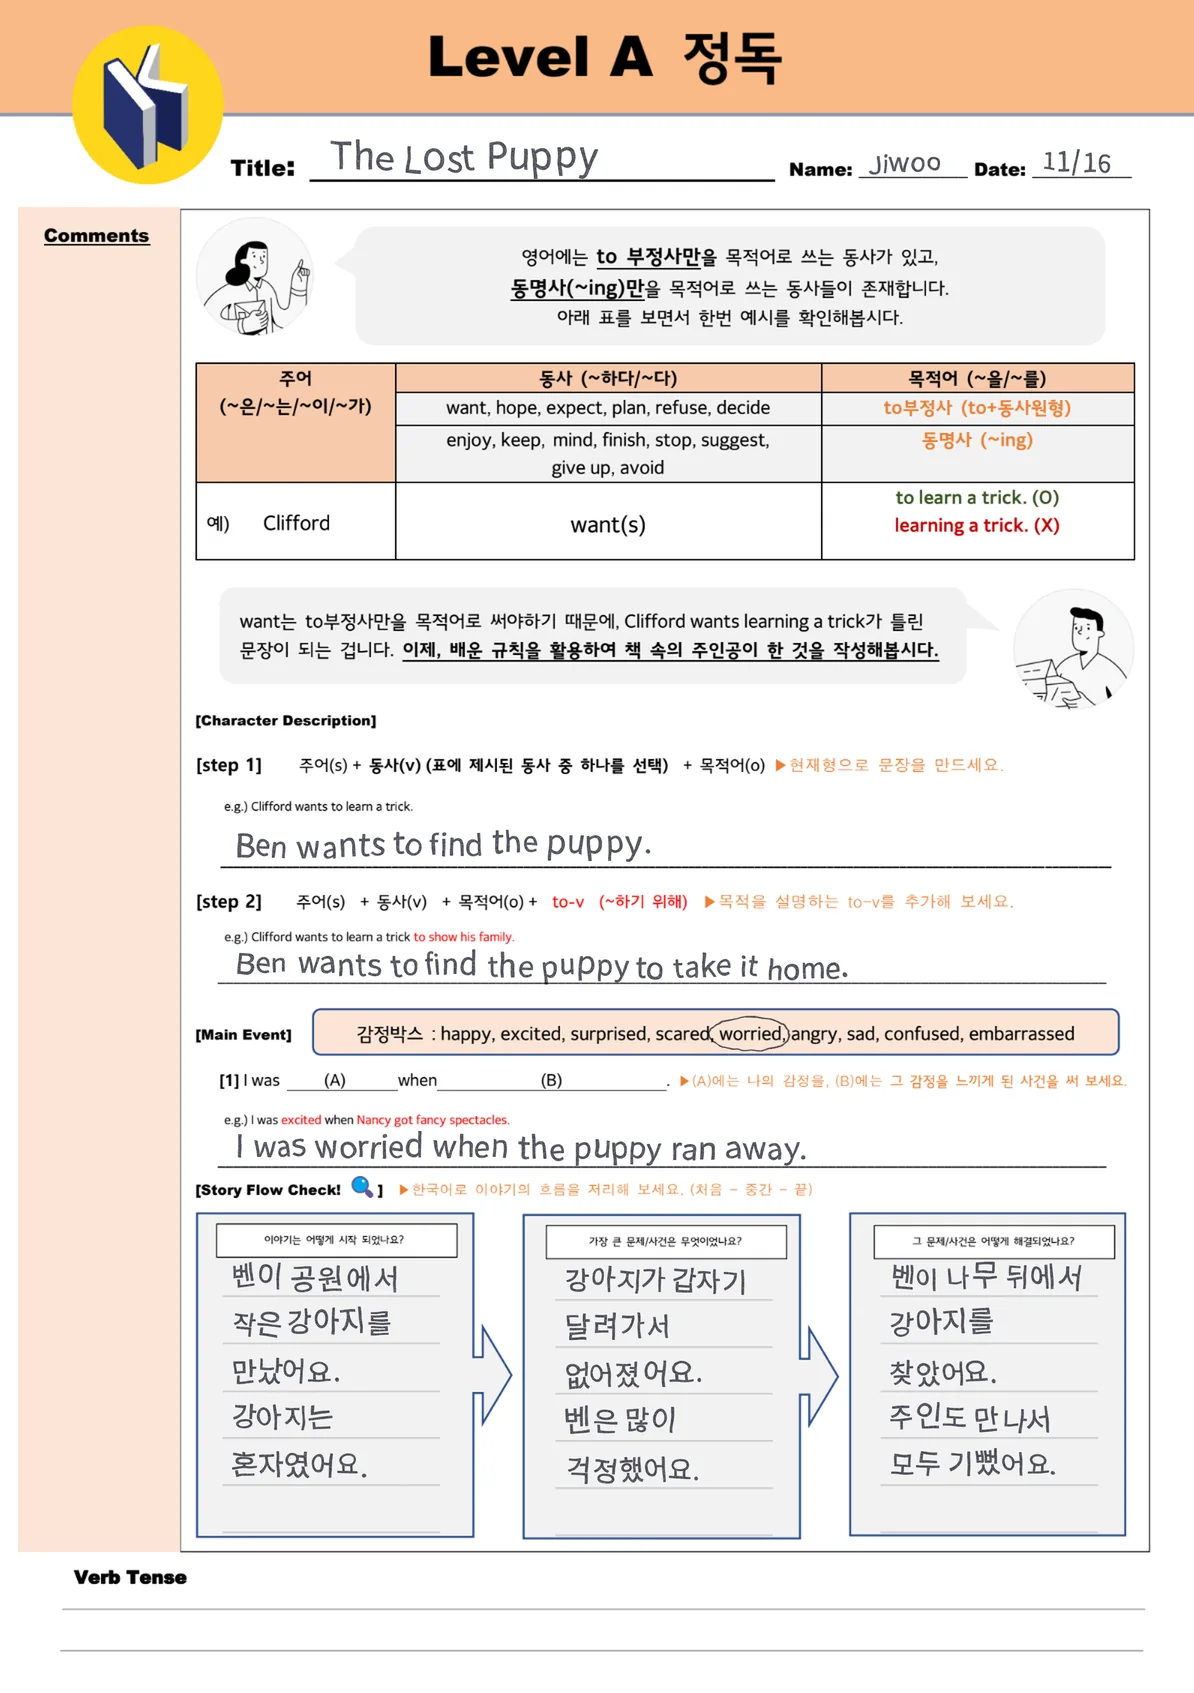 Level A 정독
Title: The Lost Puppy Name: Jiwoo Date: 11/16
Comments
영어에는 to 부정사만을 목적어로 쓰는 동사가 있고,
동명사(~ing)만을 목적어로 쓰는 동사들이 존재합니다.
아래 표를 보면서 한번 예시를 확인해봅시다.
주어
(~은/~는/~이/~가)
동사 (~하다/~다)
목적어 (~을/~를)
want, hope, expect, plan, refuse, decide
to부정사 (to+동사원형)
enjoy, keep, mind, finish, stop, suggest,
give up, avoid
동명사 (~ing)
예) Clifford
want(s)
to learn a trick. (O)
learning a trick. (X)
want는 to부정사만을 목적어로 써야하기 때문에, Clifford wants learning a trick가 틀린
문장이 되는 겁니다. 이제, 배운 규칙을 활용하여 책 속의 주인공이 한 것을 작성해봅시다.
[Character Description]
[step 1] 주어(s) + 동사(v) (표에 제시된 동사 중 하나를 선택) + 목적어(o) ▶현재형으로 문장을 만드세요.
e.g.) Clifford wants to learn a trick.
Ben wants to find the puppy.
[step 2] 주어(s) + 동사(v) + 목적어(o) + to-v (~하기 위해) ▶목적을 설명하는 to-v를 추가해 보세요.
e.g.) Clifford wants to learn a trick to show his family.
Ben wants to find the puppy to take it home.
[Main Event] 감정박스 : happy, excited, surprised, scared, worried, angry, sad, confused, embarrassed
[1] I was ____(A)____ when ____(B)____. ▶(A)에는 나의 감정을, (B)에는 그 감정을 느끼게 된 사건을 써 보세요.
e.g.) I was excited when Nancy got fancy spectacles.
I was worried when the puppy ran away.
[Story Flow Check! 🔍 ] ▶한국어로 이야기의 흐름을 저리해 보세요. (처음 - 중간 - 끝)
이야기는 어떻게 시작 되었나요?
벤이 공원에서
작은 강아지를
만났어요.
강아지는
혼자였어요.
가장 큰 문제/사건은 무엇이었나요?
강아지가 갑자기
달려가서
없어졌어요.
벤은 많이
걱정했어요.
그 문제/사건은 어떻게 해결되었나요?
벤이 나무 뒤에서
강아지를
찾았어요.
주인도 만나서
모두 기뻤어요.
Verb Tense